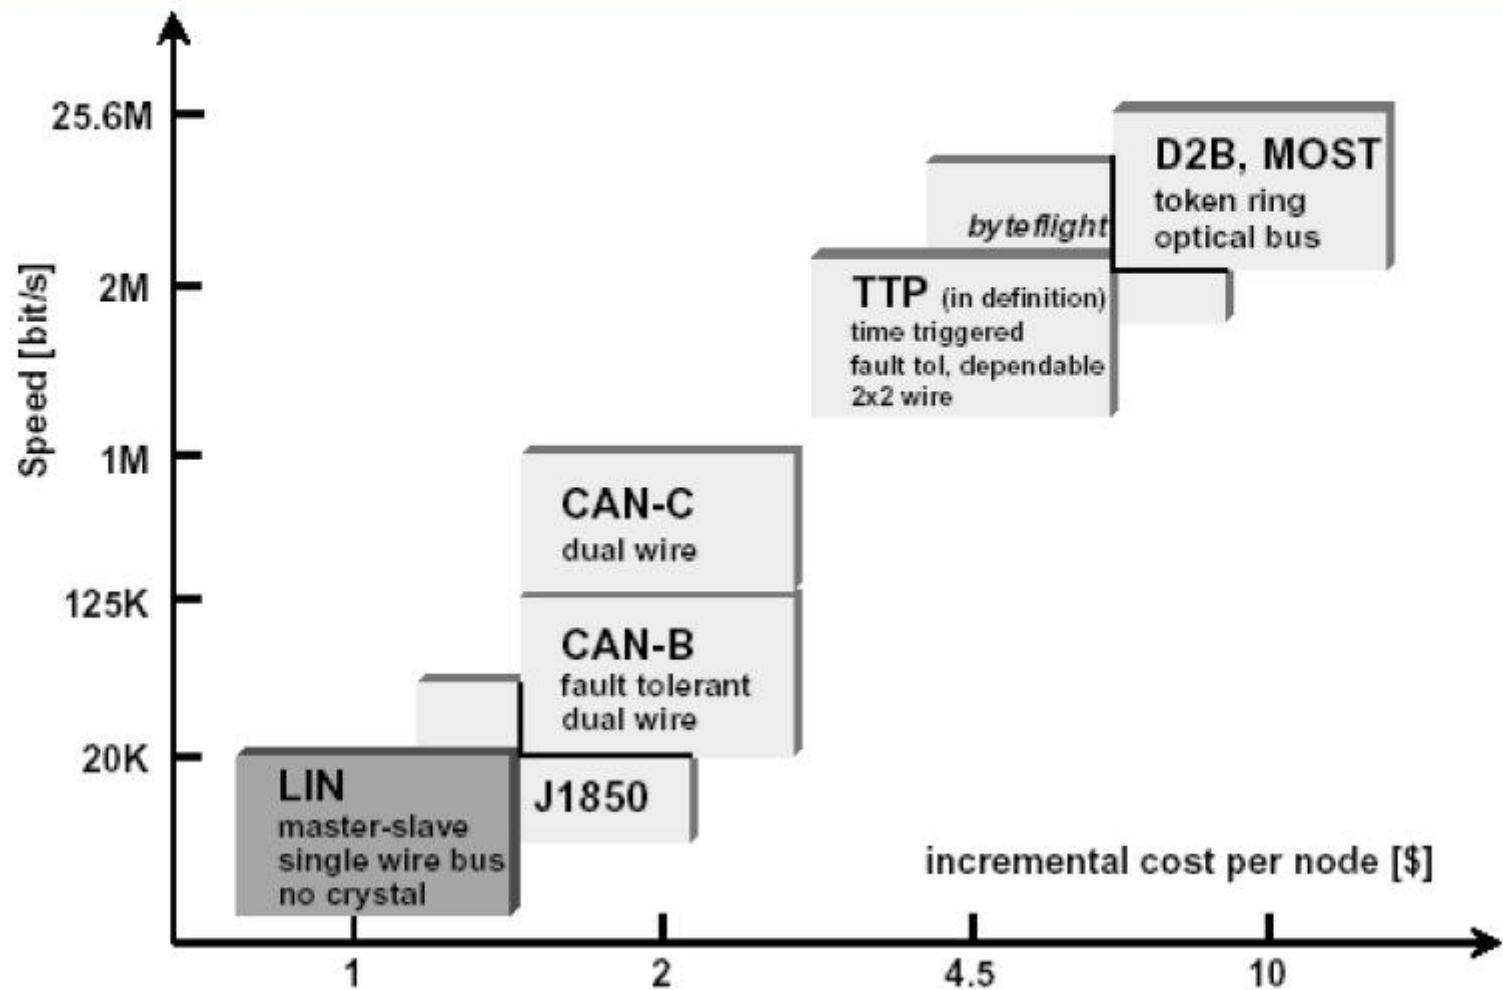 Speed [bit/s]
25.6M
2M
1M
125K
20K
D2B, MOST
token ring
optical bus
byteflight
TTP (in definition)
time triggered
fault tol, dependable
2x2 wire
CAN-C
dual wire
CAN-B
fault tolerant
dual wire
J1850
LIN
master-slave
single wire bus
no crystal
incremental cost per node [$]
1
2
4.5
10